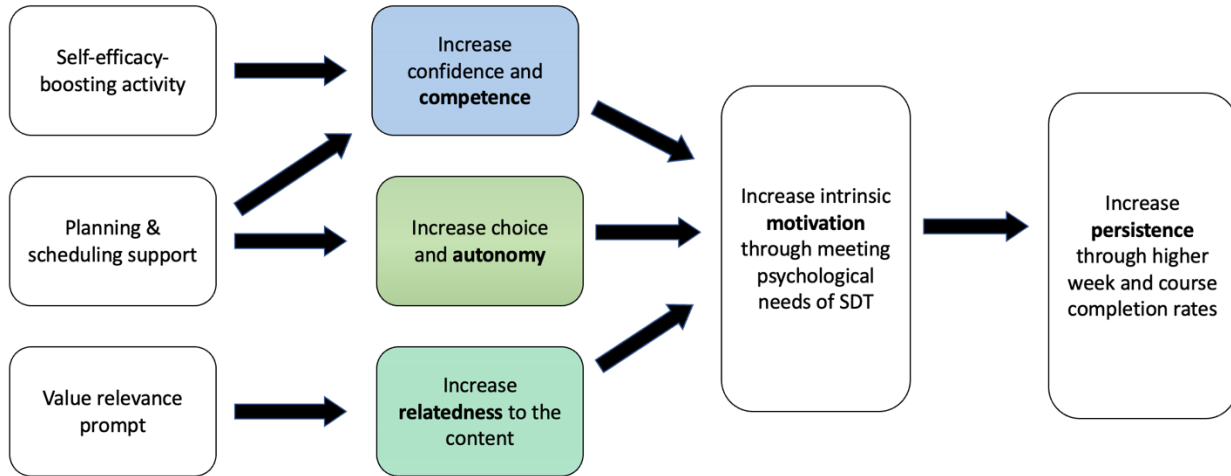 Self-efficacy-
boosting activity
Increase
confidence and
competence
Planning &
scheduling support
Increase choice
and autonomy
Value relevance
prompt
Increase
relatedness to the
content
Increase intrinsic
motivation
through meeting
psychological
needs of SDT
Increase
persistence
through higher
week and course
completion rates